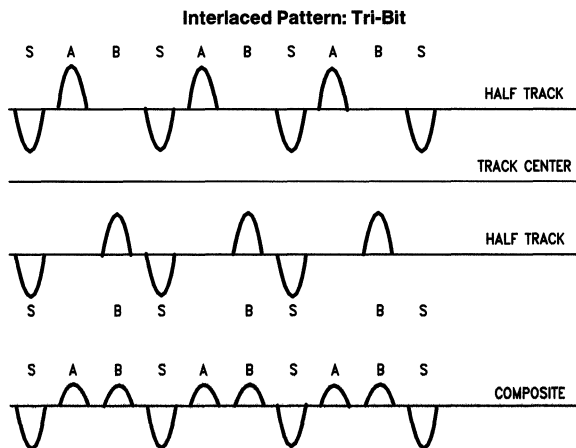 Interlaced Pattern: Tri-Bit
S A B S A B S A B S
HALF TRACK
TRACK CENTER
HALF TRACK
S B S B S B S
S A B S A B S A B S
COMPOSITE